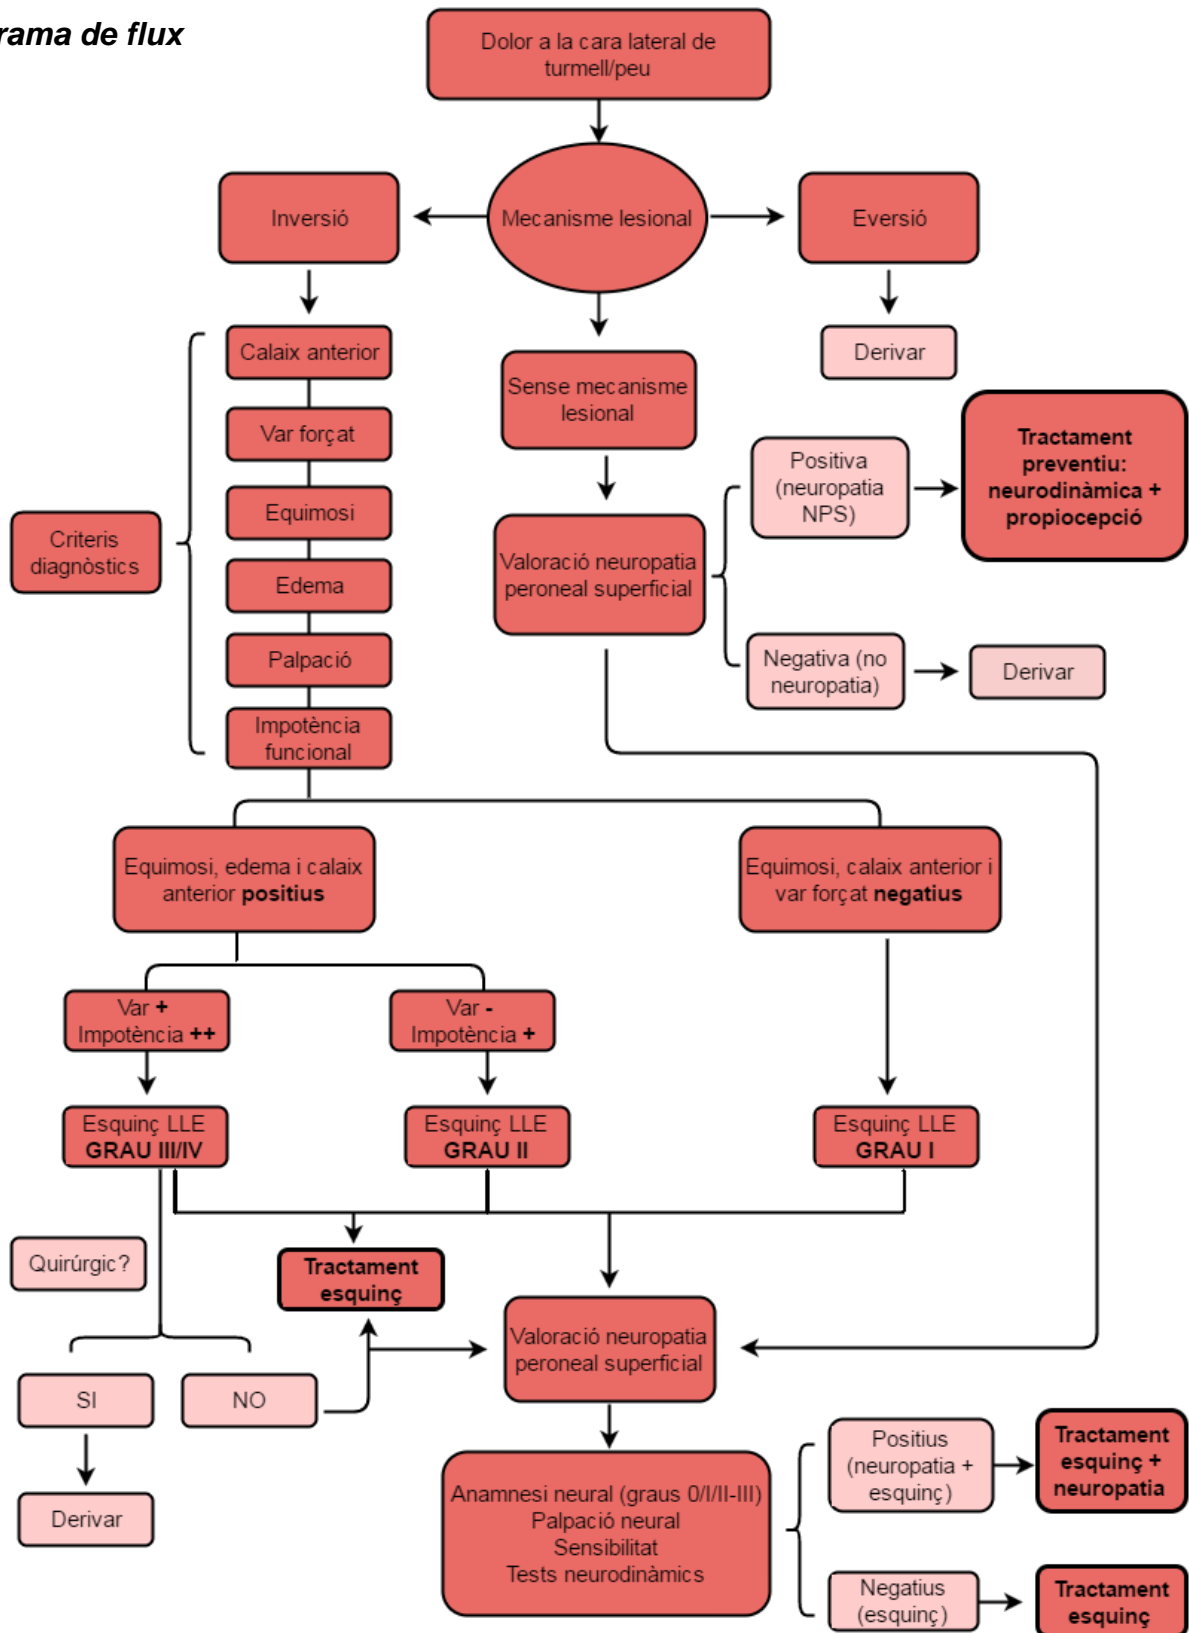 rama de flux
Dolor a la cara lateral de
turmell/peu
Inversió
Mecanisme lesional
Eversió
Calaix anterior
Var forçat
Equimosi
Edema
Palpació
Impotència
funcional
Criteris
diagnòstics
Sense mecanisme
lesional
Derivar
Valoració neuropatia
peroneal superficial
Positiva
(neuropatia
NPS)
Tractament
preventiu:
neurodinàmica +
propiocepció
Negativa (no
neuropatia)
Derivar
Equimosi, edema i calaix
anterior positius
Equimosi, calaix anterior i
var forçat negatius
Var +
Impotència ++
Var -
Impotència +
Esquinç LLE
GRAU III/IV
Esquinç LLE
GRAU II
Esquinç LLE
GRAU I
Quirúrgic?
Tractament
esquinç
SI
NO
Derivar
Valoració neuropatia
peroneal superficial
Anamnesi neural (graus 0/I/II-III)
Palpació neural
Sensibilitat
Tests neurodinàmics
Positius
(neuropatia +
esquinç)
Tractament
esquinç +
neuropatia
Negatius
(esquinç)
Tractament
esquinç